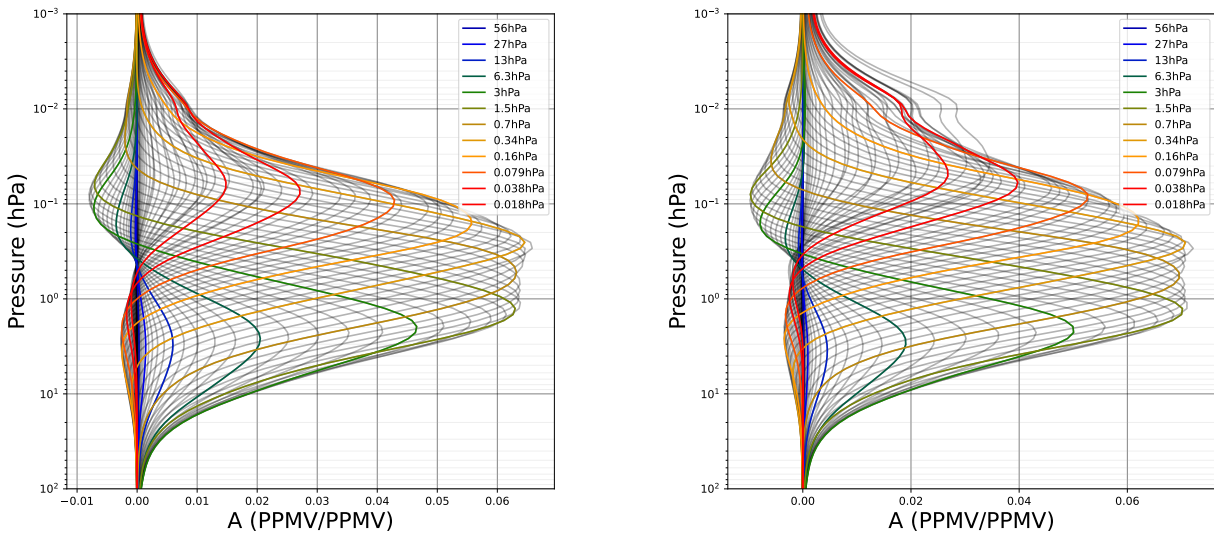 10⁻³
10⁻²
10⁻¹
10⁰
10¹
10²
Pressure (hPa)
−0.01
0.00
0.01
0.02
0.03
0.04
0.05
0.06
A (PPMV/PPMV)
56hPa
27hPa
13hPa
6.3hPa
3hPa
1.5hPa
0.7hPa
0.34hPa
0.16hPa
0.079hPa
0.038hPa
0.018hPa
10⁻³
10⁻²
10⁻¹
10⁰
10¹
10²
Pressure (hPa)
0.00
0.02
0.04
0.06
A (PPMV/PPMV)
56hPa
27hPa
13hPa
6.3hPa
3hPa
1.5hPa
0.7hPa
0.34hPa
0.16hPa
0.079hPa
0.038hPa
0.018hPa